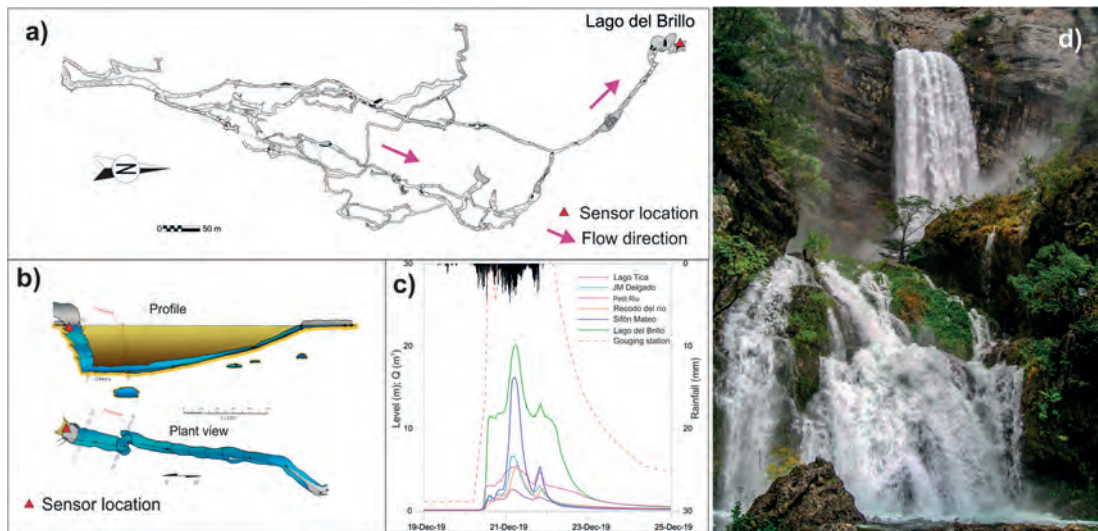 a)
Lago del Brillo
N
0
50 m
Sensor location
Flow direction
b)
Profile
Plant view
Sensor location
c)
30
20
10
0
Level (m); Q (m³)
0
10
20
30
Rainfall (mm)
Lago Tica
JM Delgado
Petit Riu
Recodo del rio
Sifón Mateo
Lago del Brillo
Gouging station
19-Dec-19
21-Dec-19
23-Dec-19
25-Dec-19
d)